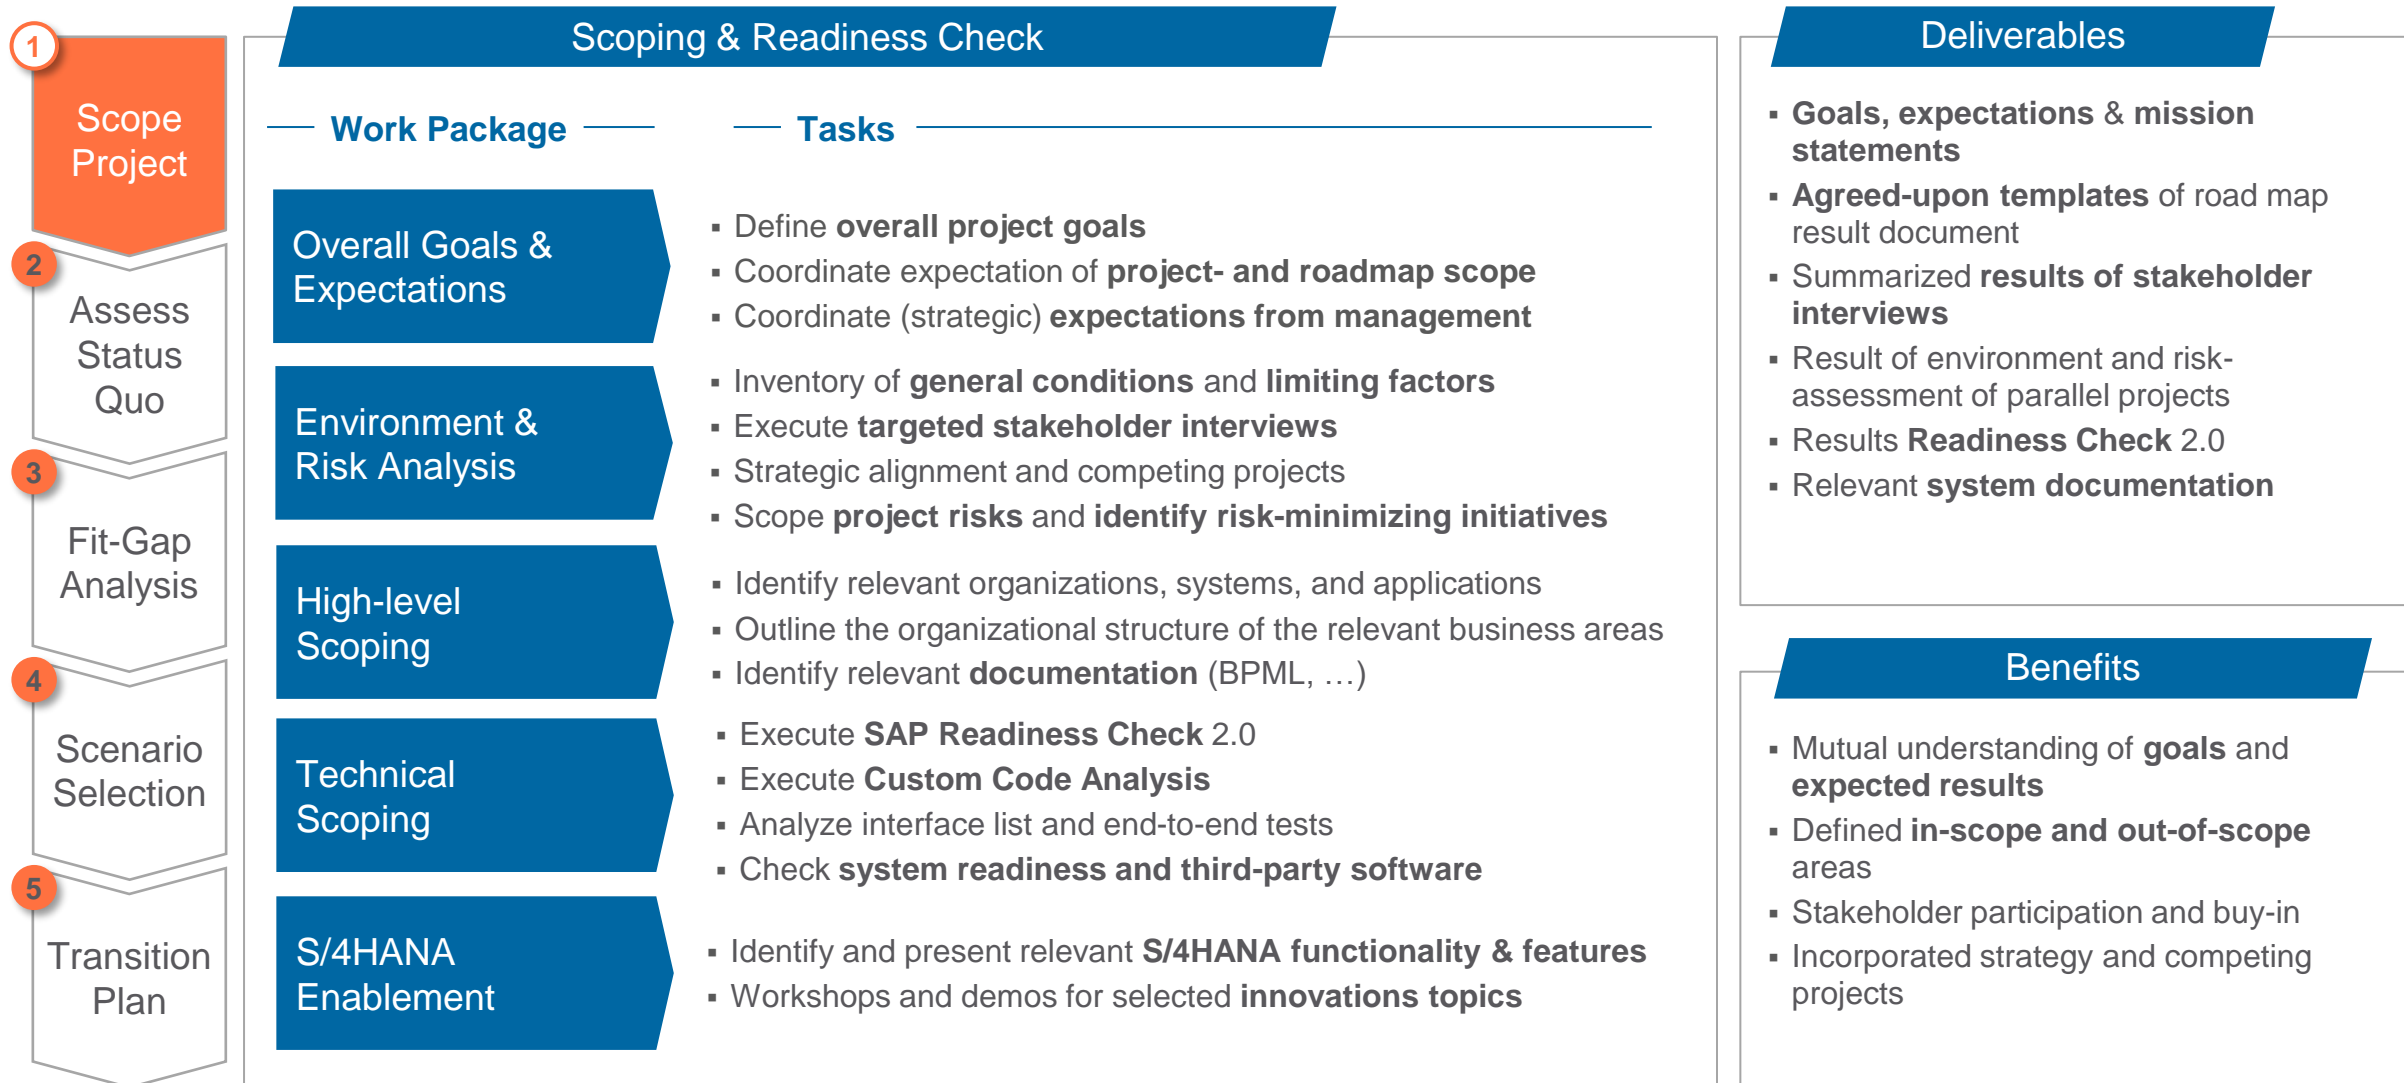 1
Scope
Project
2
Assess
Status
Quo
3
Fit-Gap
Analysis
4
Scenario
Selection
5
Transition
Plan
Scoping & Readiness Check
Work Package
Tasks
Overall Goals &
Expectations
▪ Define overall project goals
▪ Coordinate expectation of project- and roadmap scope
▪ Coordinate (strategic) expectations from management
Environment &
Risk Analysis
▪ Inventory of general conditions and limiting factors
▪ Execute targeted stakeholder interviews
▪ Strategic alignment and competing projects
▪ Scope project risks and identify risk-minimizing initiatives
High-level
Scoping
▪ Identify relevant organizations, systems, and applications
▪ Outline the organizational structure of the relevant business areas
▪ Identify relevant documentation (BPML, …)
Technical
Scoping
▪ Execute SAP Readiness Check 2.0
▪ Execute Custom Code Analysis
▪ Analyze interface list and end-to-end tests
▪ Check system readiness and third-party software
S/4HANA
Enablement
▪ Identify and present relevant S/4HANA functionality & features
▪ Workshops and demos for selected innovations topics
Deliverables
▪ Goals, expectations & mission
statements
▪ Agreed-upon templates of road map
result document
▪ Summarized results of stakeholder
interviews
▪ Result of environment and risk-
assessment of parallel projects
▪ Results Readiness Check 2.0
▪ Relevant system documentation
Benefits
▪ Mutual understanding of goals and
expected results
▪ Defined in-scope and out-of-scope
areas
▪ Stakeholder participation and buy-in
▪ Incorporated strategy and competing
projects